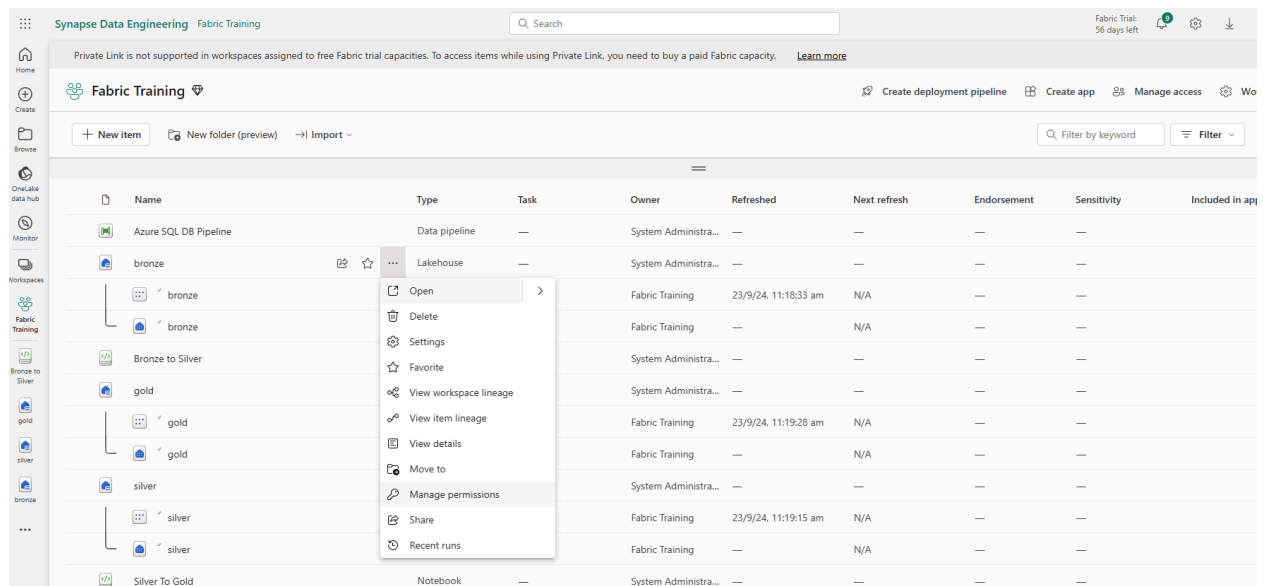 Synapse Data Engineering Fabric Training
Search
Fabric Trial:
56 days left
9
Private Link is not supported in workspaces assigned to free Fabric trial capacities. To access items while using Private Link, you need to buy a paid Fabric capacity. Learn more
Home
Create
Browse
OneLake
data hub
Monitor
Workspaces
Fabric
Training
Bronze to
Silver
gold
silver
bronze
Fabric Training
Create deployment pipeline Create app Manage access Wo
New item New folder (preview) Import Filter by keyword Filter
Name Type Task Owner Refreshed Next refresh Endorsement Sensitivity Included in app
Azure SQL DB Pipeline Data pipeline — System Administra... — — — —
bronze ... Lakehouse — System Administra... — — — —
bronze Fabric Training 23/9/24, 11:18:33 am N/A — —
bronze Fabric Training — N/A — —
Bronze to Silver System Administra... — — — —
gold System Administra... — — — —
gold Fabric Training 23/9/24, 11:19:28 am N/A — —
gold Fabric Training — N/A — —
silver System Administra... — — — —
silver Fabric Training 23/9/24, 11:19:15 am N/A — —
silver Fabric Training — N/A — —
Silver To Gold Notebook — System Administra... — — — —
Open
Delete
Settings
Favorite
View workspace lineage
View item lineage
View details
Move to
Manage permissions
Share
Recent runs